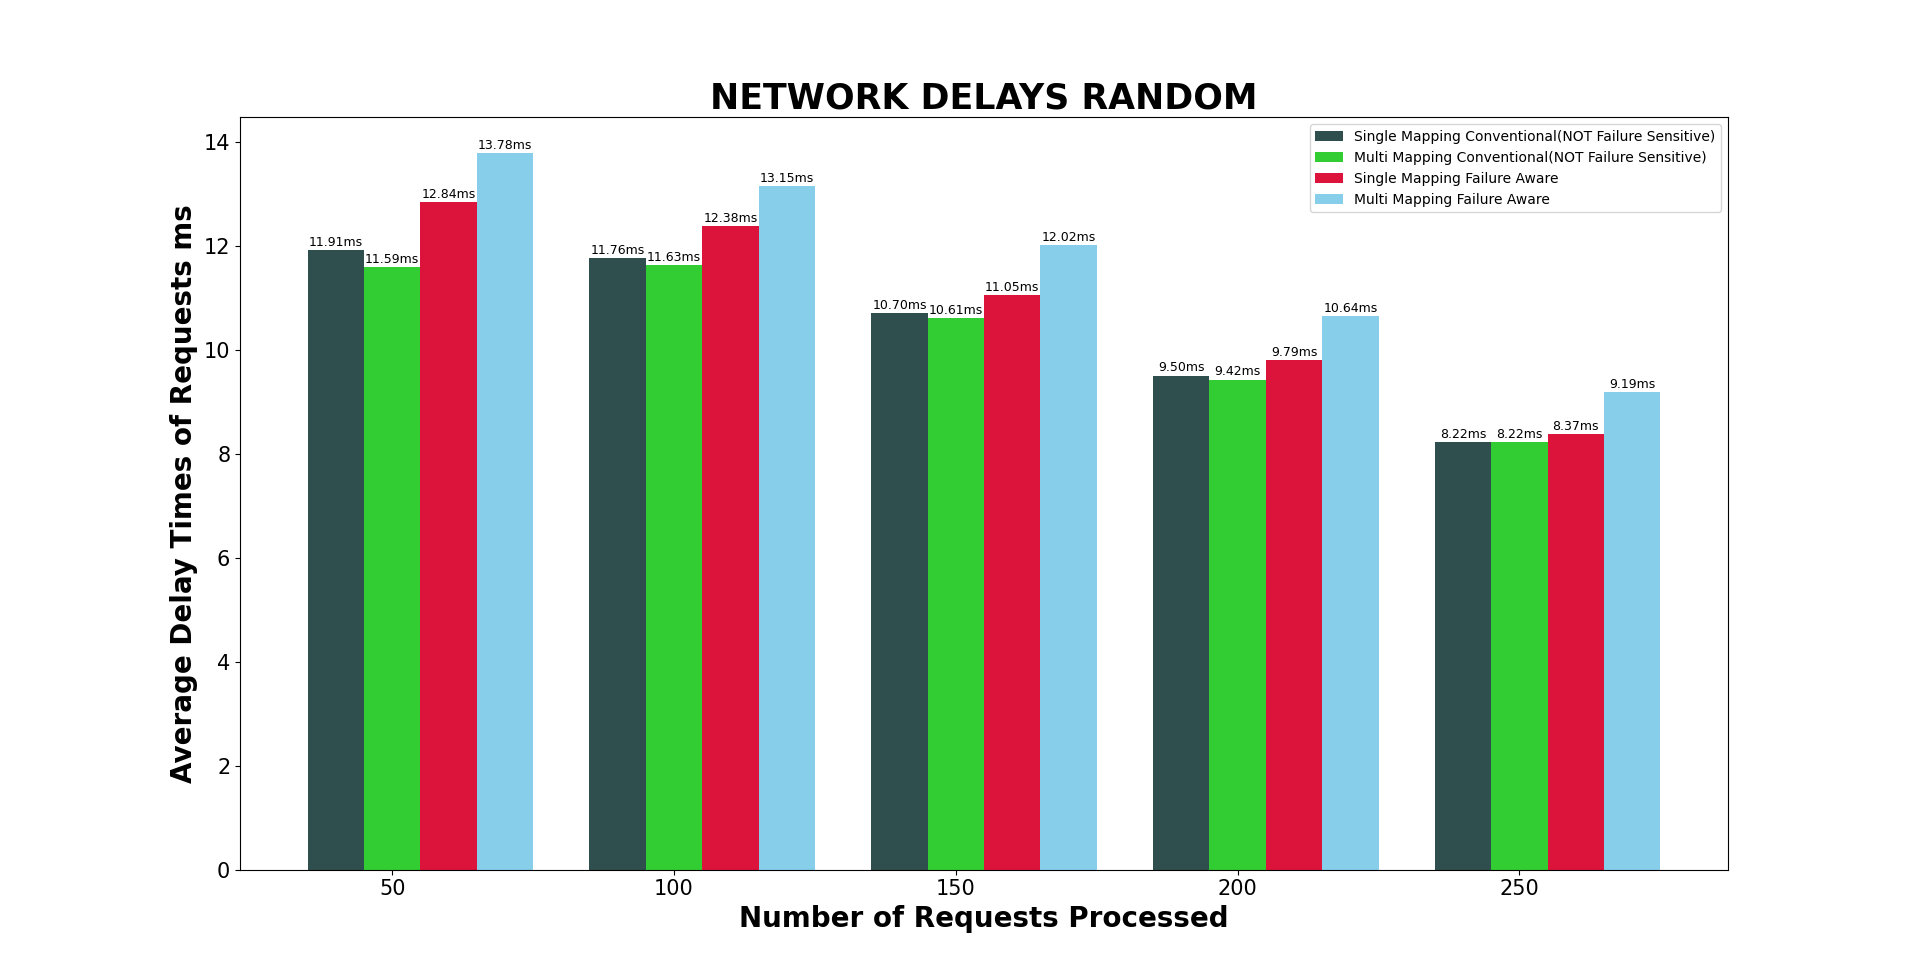 NETWORK DELAYS RANDOM
Average Delay Times of Requests ms
14
12
10
8
6
4
2
0
Single Mapping Conventional(NOT Failure Sensitive)
Multi Mapping Conventional(NOT Failure Sensitive)
Single Mapping Failure Aware
Multi Mapping Failure Aware
11.91ms
11.59ms
12.84ms
13.78ms
11.76ms
11.63ms
12.38ms
13.15ms
10.70ms
10.61ms
11.05ms
12.02ms
9.50ms
9.42ms
9.79ms
10.64ms
8.22ms
8.22ms
8.37ms
9.19ms
50
100
150
200
250
Number of Requests Processed